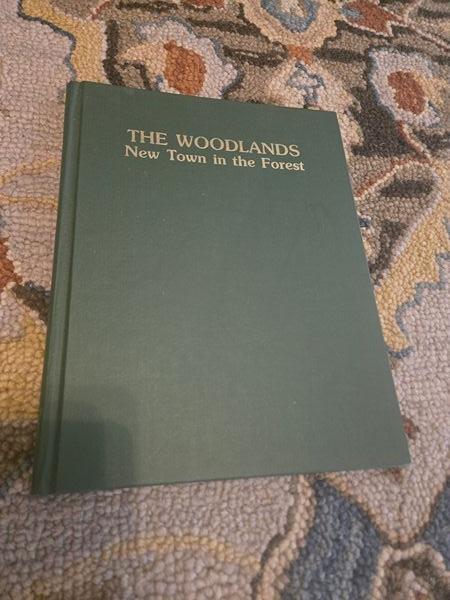 THE WOODLANDS
New Town in the Forest